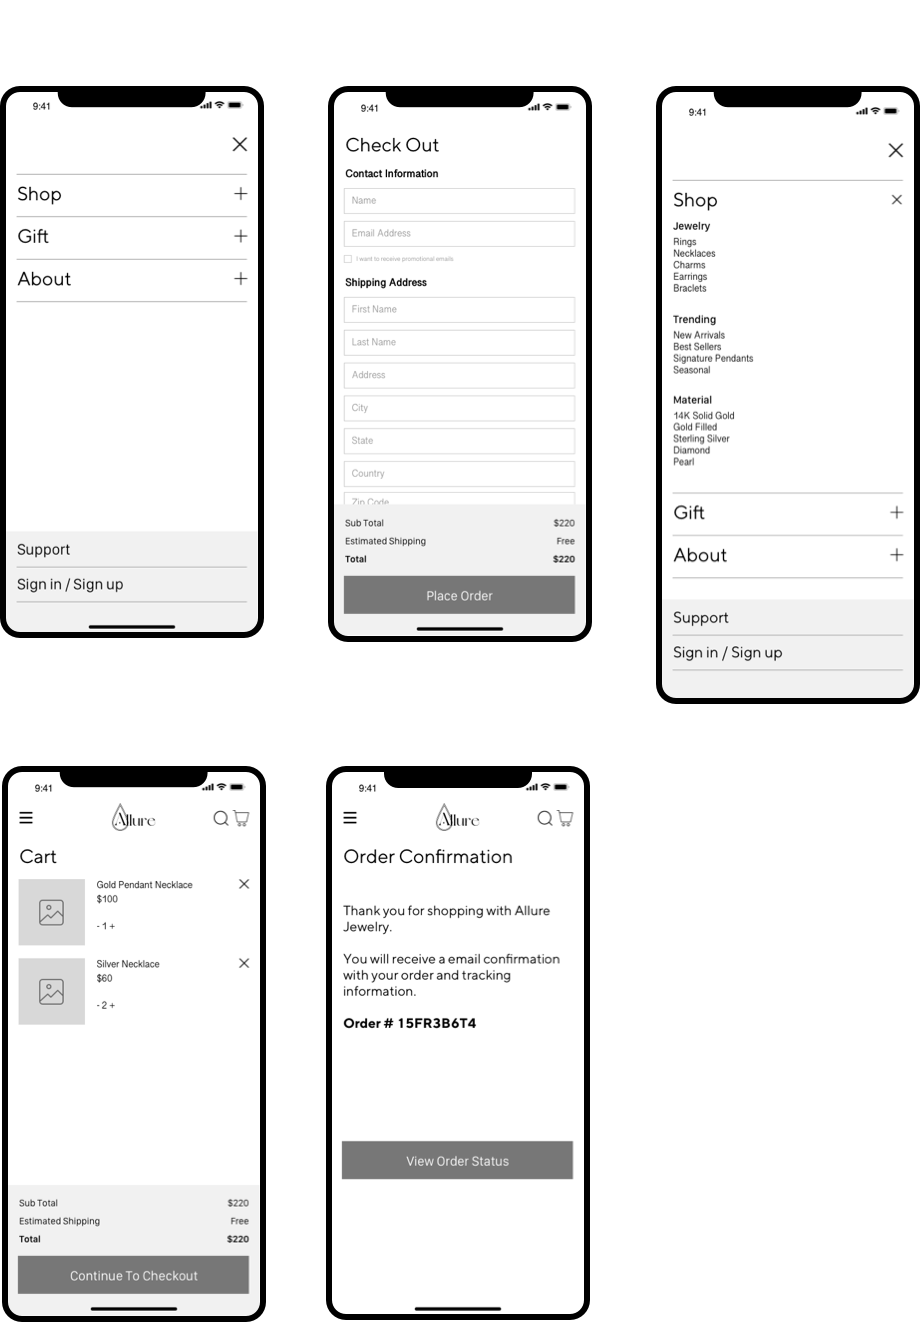 9:41
Shop
Gift
About
Support
Sign in / Sign up
9:41
Check Out
Contact Information
Name
Email Address
I want to receive promotional emails
Shipping Address
First Name
Last Name
Address
City
State
Country
Zip Code
Sub Total $220
Estimated Shipping Free
Total $220
Place Order
9:41
Shop
Jewelry
Rings
Necklaces
Charms
Earrings
Braclets
Trending
New Arrivals
Best Sellers
Signature Pendants
Seasonal
Material
14K Solid Gold
Gold Filled
Sterling Silver
Diamond
Pearl
Gift
About
Support
Sign in / Sign up
9:41
Allure
Cart
Gold Pendant Necklace
$100
- 1 +
Silver Necklace
$60
- 2 +
Sub Total $220
Estimated Shipping Free
Total $220
Continue To Checkout
9:41
Allure
Order Confirmation
Thank you for shopping with Allure
Jewelry.
You will receive a email confirmation
with your order and tracking
information.
Order # 15FR3B6T4
View Order Status